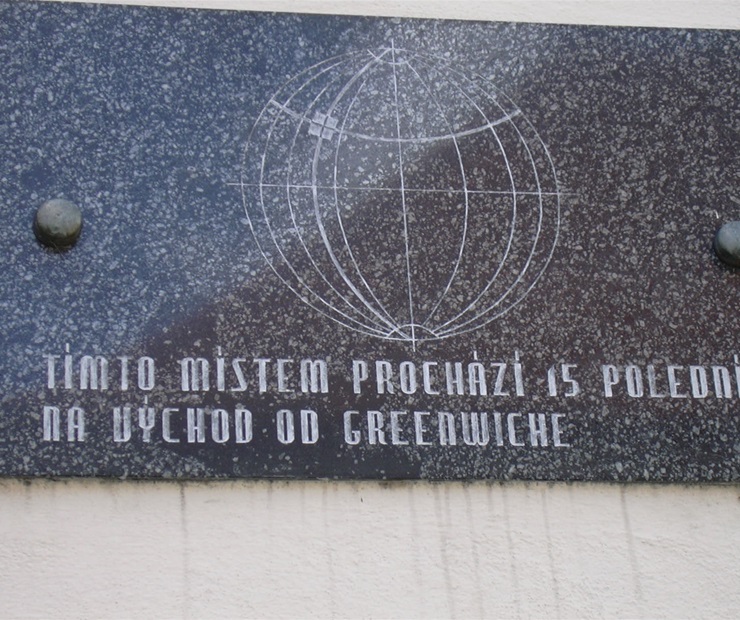 TÍMTO MÍSTEM PROCHÁZÍ 15 POLEDNÍ
NA VÝCHOD OD GREENWICHE